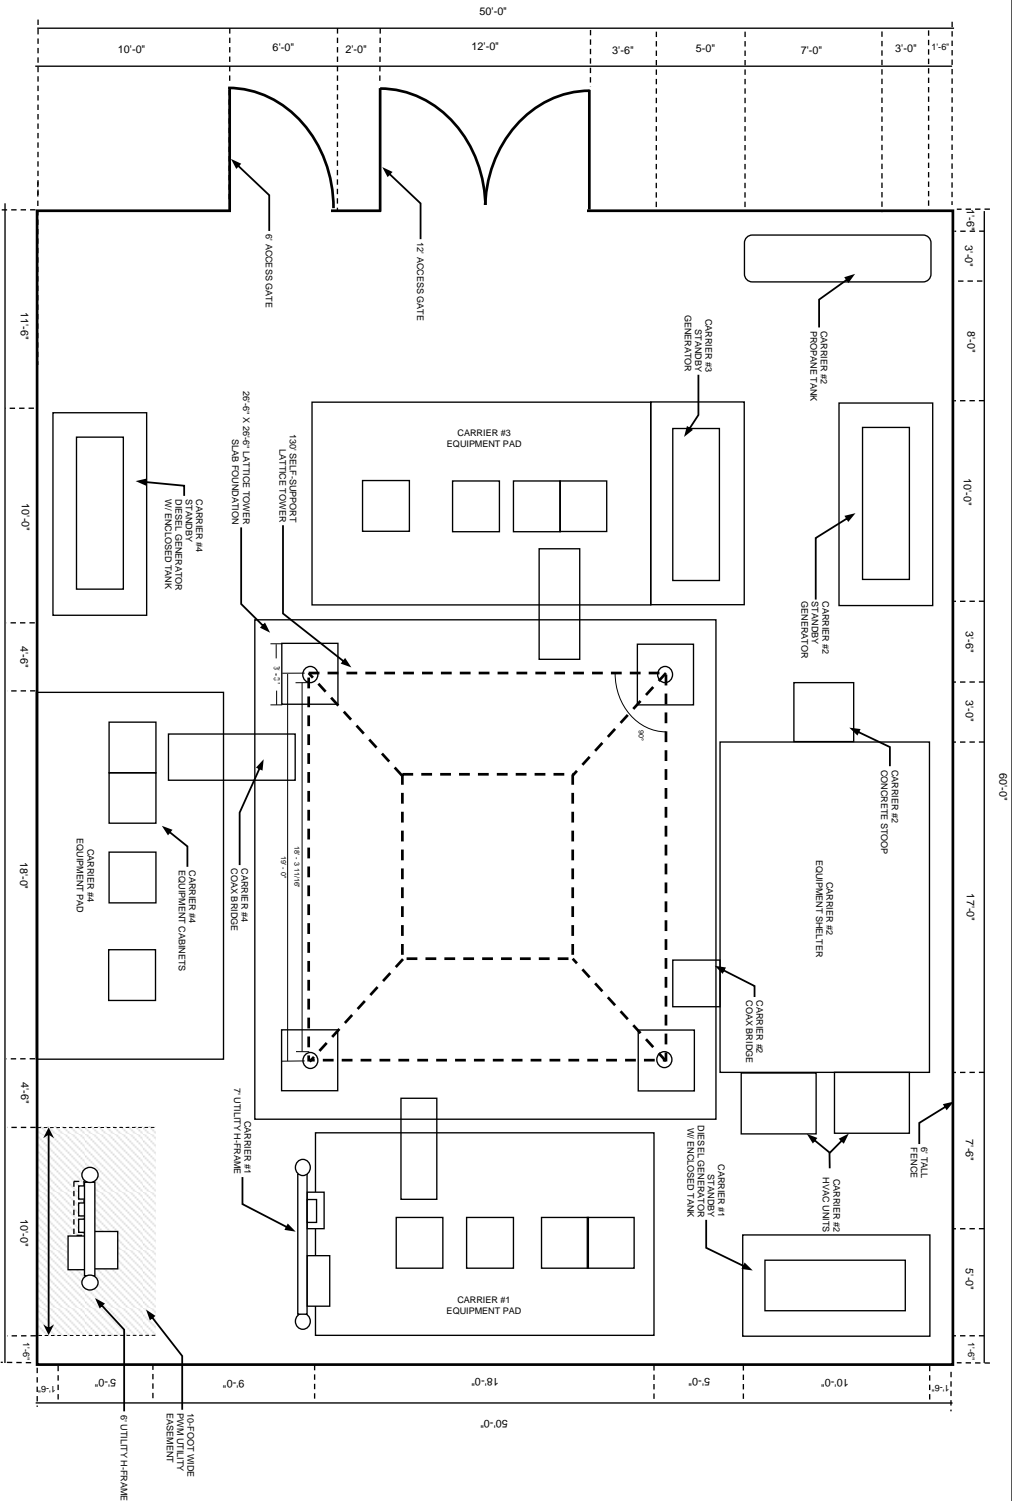 50'-0"
10'-0"
6'-0"
2'-0"
12'-0"
3'-6"
5-0"
7'-0"
3'-0"
1'-6"
6' ACCESS GATE
12' ACCESS GATE
CARRIER #2
PROPANE TANK
CARRIER #3
STANDBY
GENERATOR
CARRIER #3
EQUIPMENT PAD
130' SELF-SUPPORT
LATTICE TOWER
26'-6" X 26'-6" LATTICE TOWER
SLAB FOUNDATION
CARRIER #4
STANDBY
DIESEL GENERATOR
W/ ENCLOSED TANK
CARRIER #2
STANDBY
GENERATOR
90°
18' - 3 11/16"
19' - 0"
CARRIER #2
CONCRETE STOOP
CARRIER #2
EQUIPMENT SHELTER
CARRIER #2
COAX BRIDGE
CARRIER #4
COAX BRIDGE
CARRIER #4
EQUIPMENT CABINETS
CARRIER #4
EQUIPMENT PAD
6' TALL
FENCE
CARRIER #2
HVAC UNITS
CARRIER #1
STANDBY
DIESEL GENERATOR
W/ ENCLOSED TANK
CARRIER #1
7' UTILITY H-FRAME
CARRIER #1
EQUIPMENT PAD
10-FOOT WIDE
PWM UTILITY
EASEMENT
6' UTILITY H-FRAME
11'-6"
10'-0"
4'-6"
18'-0"
4'-6"
10'-0"
1'-6"
1'-6"
3'-0"
8'-0"
10'-0"
3'-6"
3'-0"
17'-0"
7'-6"
5'-0"
1'-6"
60'-0"
1'-6"
5'-0"
9'-0"
18'-0"
5'-0"
10'-0"
1'-6"
50'-0"